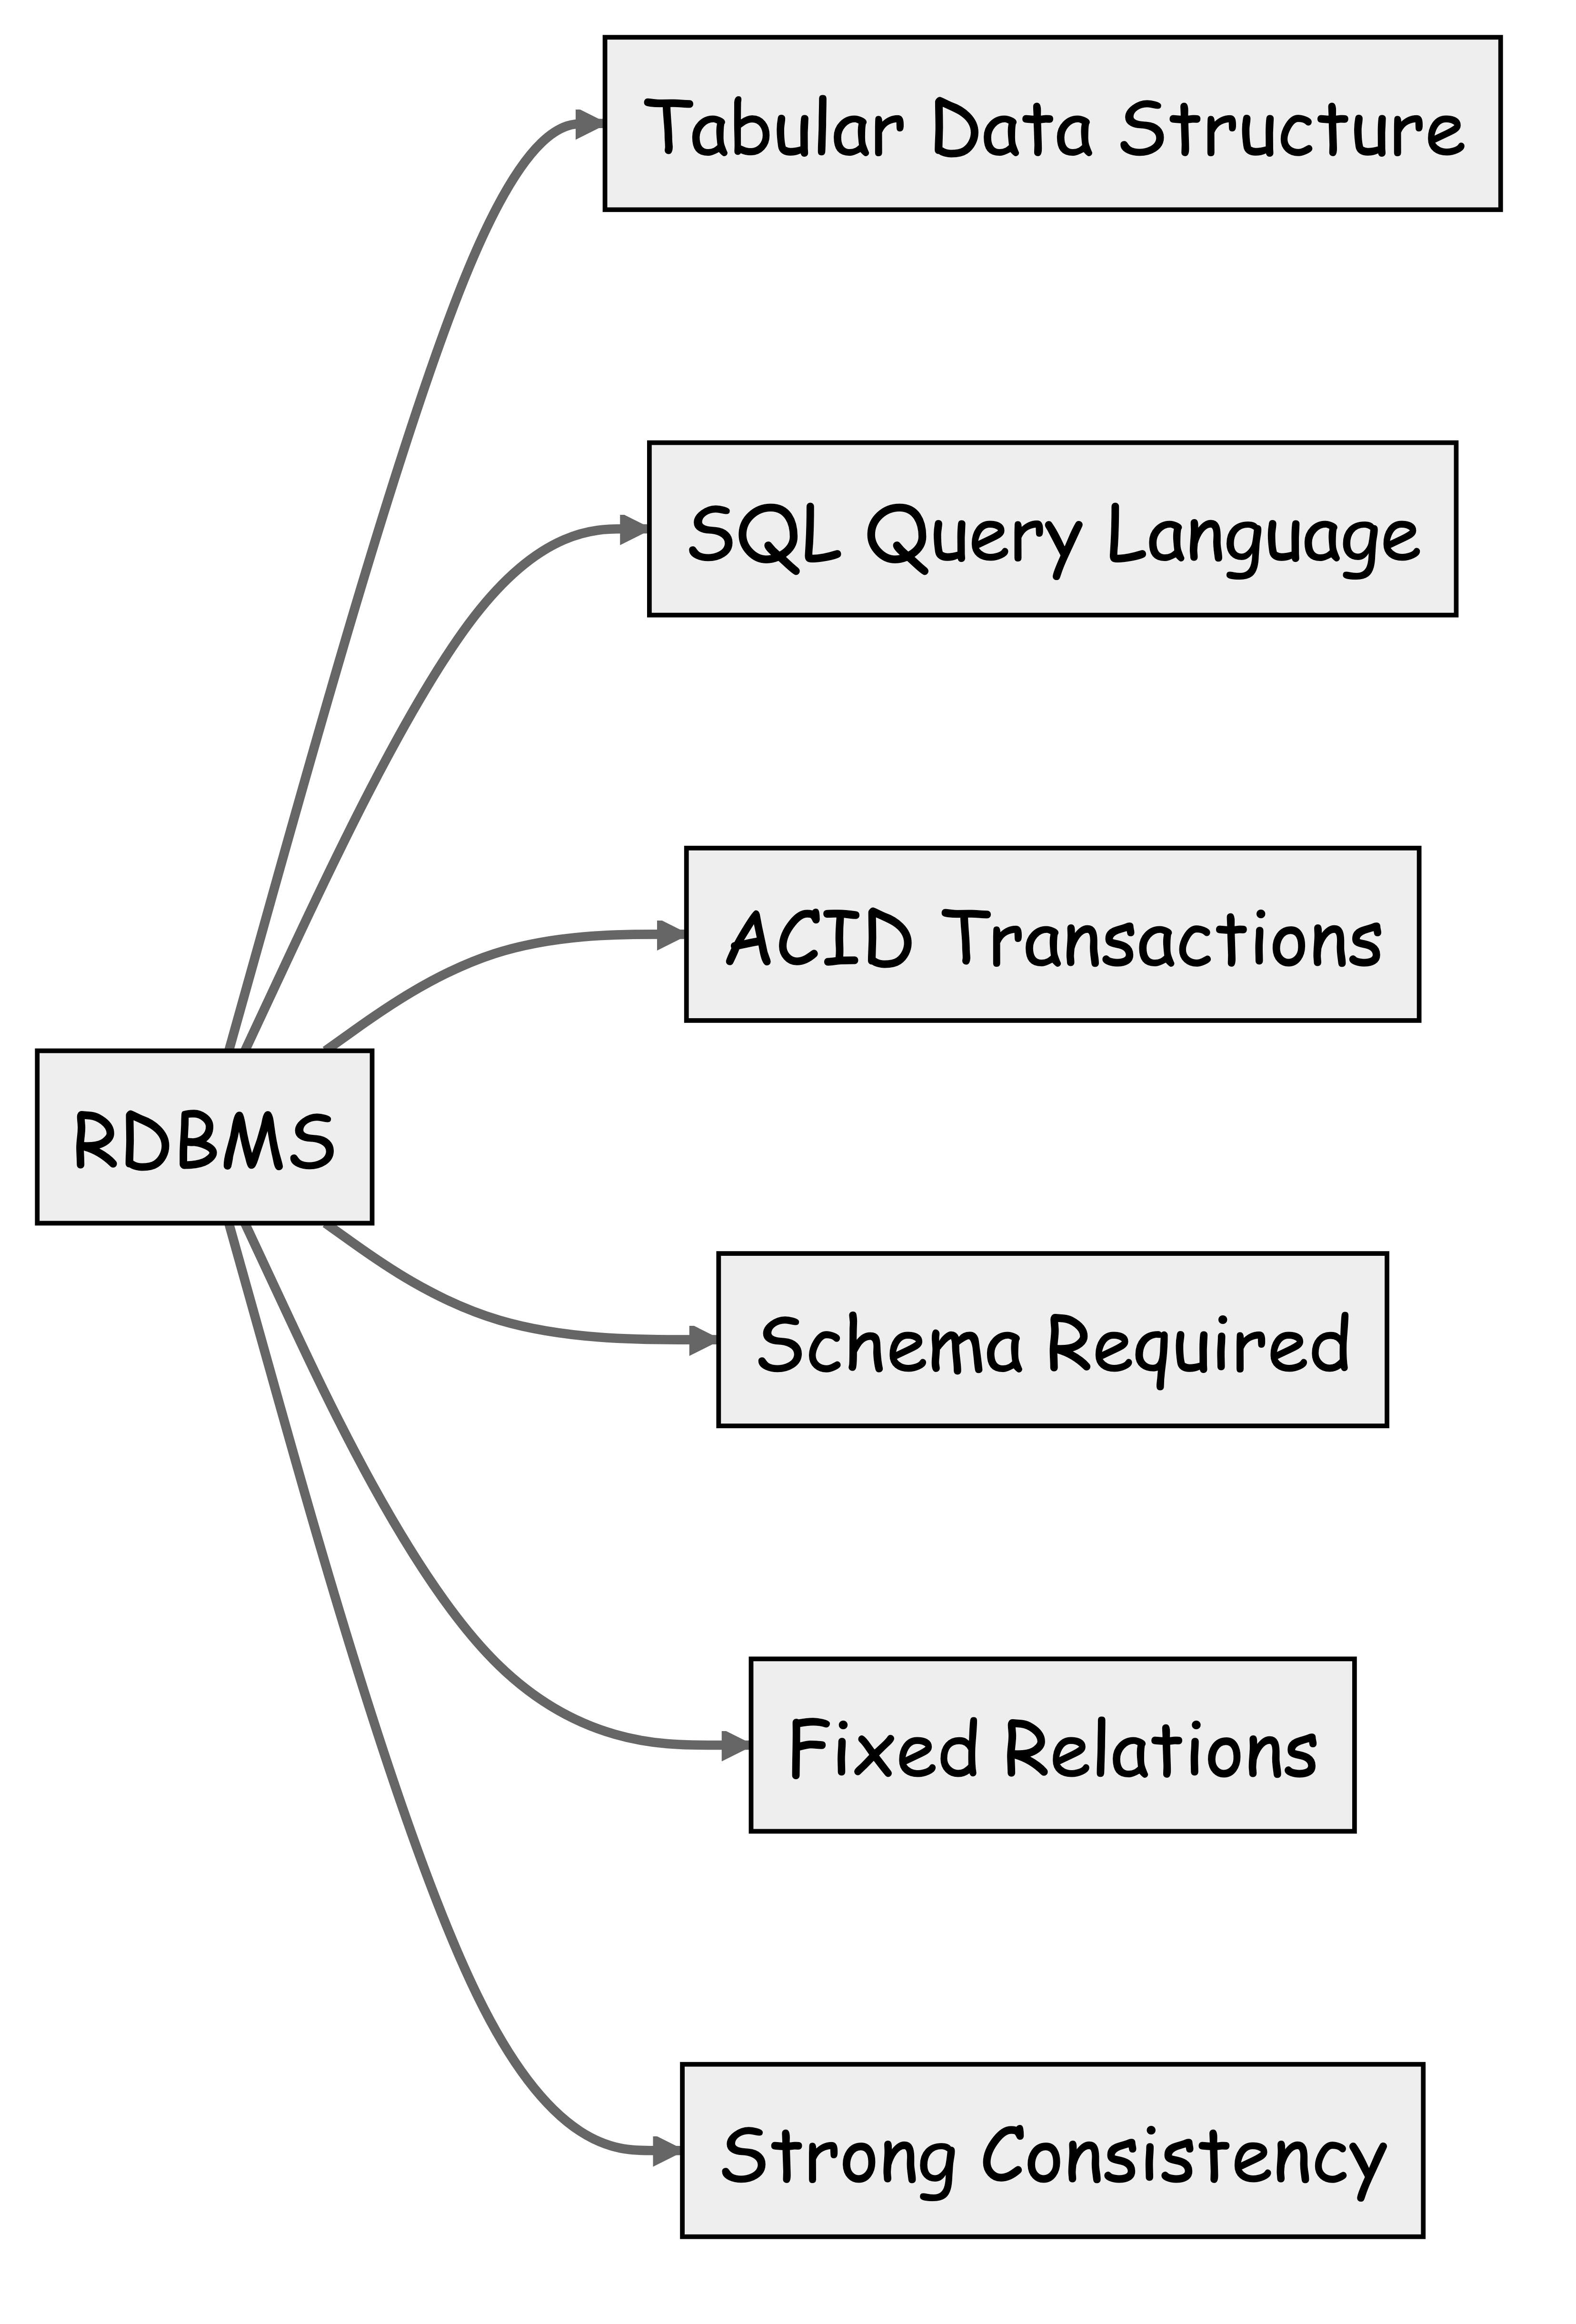 Tabular Data Structure
SQL Query Language
ACID Transactions
RDBMS
Schema Required
Fixed Relations
Strong Consistency